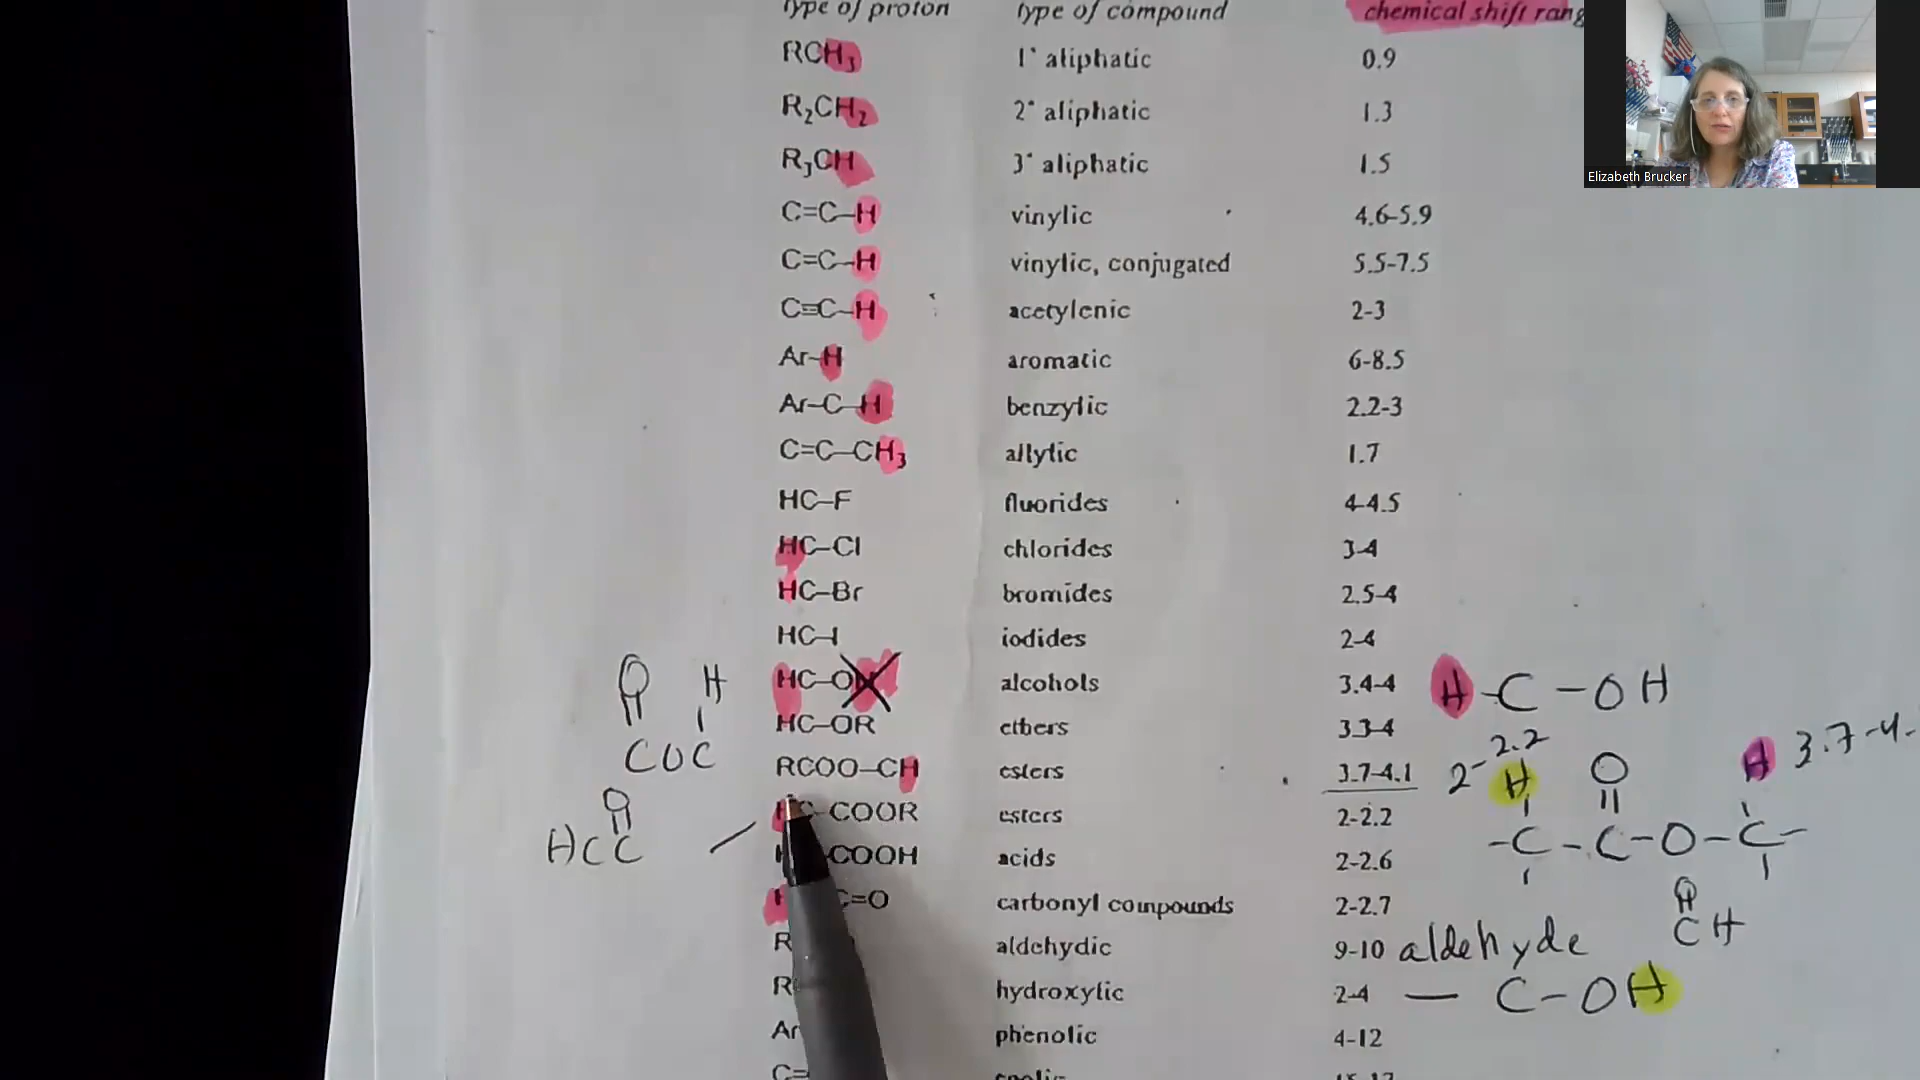 type of proton type of compound chemical shift rang
RCH3 1° aliphatic 0.9
R2CH2 2° aliphatic 1.3
R3CH 3° aliphatic 1.5
C=C–H vinylic 4.6-5.9
C=C–H vinylic, conjugated 5.5-7.5
C≡C–H acetylenic 2-3
Ar–H aromatic 6-8.5
Ar–C–H benzylic 2.2-3
C=C–CH3 allylic 1.7
HC–F fluorides 4-4.5
HC–Cl chlorides 3-4
HC–Br bromides 2.5-4
HC–I iodides 2-4
O H HC–OH alcohols 3.4-4 H–C–OH
COC HC–OR ethers 3.3-4
RCOO–CH esters 3.7-4.1 2-2.2 H O H 3.7-4.
O HC–COOR esters 2-2.2 -C-C-O-C-
HCC COOH acids 2-2.6
C=O carbonyl compounds 2-2.7 O
CH
R aldehydic 9-10 aldehyde
R hydroxylic 2-4 — C-OH
Ar phenolic 4-12
Elizabeth Brucker